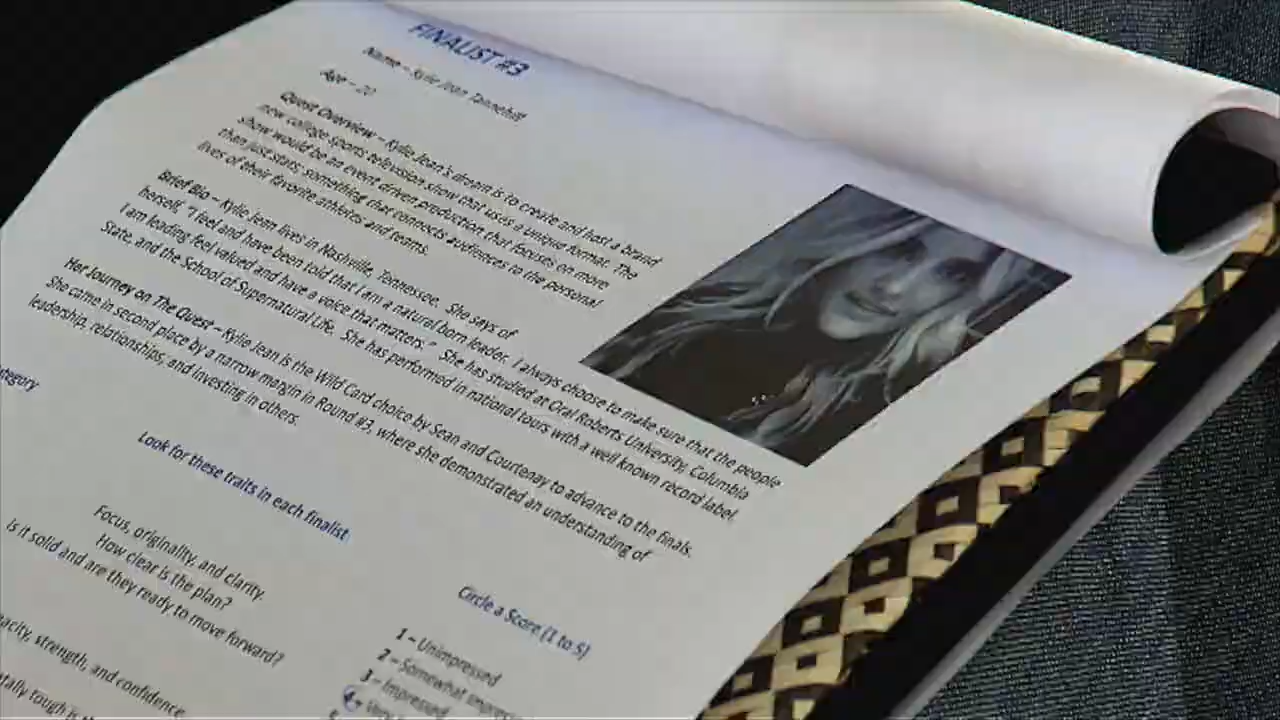 FINALIST #3
Name – Kylie Jean Tannehill
Age – 20
Quest Overview – Kylie Jean's dream is to create and host a brand
new college sports television show that uses a unique format. The
show would be an event driven production that focuses on more
than just stars; something that connects audiences to the personal
lives of their favorite athletes and teams.
Brief Bio – Kylie Jean lives in Nashville, Tennessee. She says of
herself, "I feel and have been told that I am a natural born leader. I always choose to make sure that the people
I am leading feel valued and have a voice that matters." She has studied at Oral Roberts University, Columbia
State, and the School of Supernatural Life. She has performed in national tours with a well known record label.
Her Journey on The Quest – Kylie Jean is the Wild Card choice by Sean and Courtenay to advance to the finals.
She came in second place by a narrow margin in Round #3, where she demonstrated an understanding of
leadership, relationships, and investing in others.
Look for these traits in each finalist
Circle a Score (1 to 5)
Focus, originality, and clarity.
How clear is the plan?
Is it solid and are they ready to move forward?
1 – Unimpressed
2 – Somewhat
3 – Impressed
4 – Very
strength, and confidence
tough is